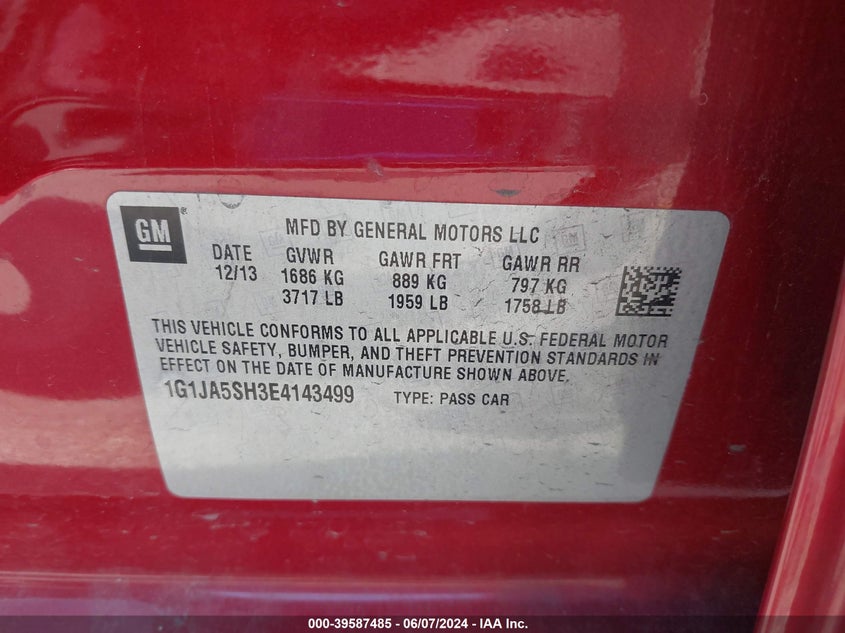 GM
MFD BY GENERAL MOTORS LLC
DATE GVWR GAWR FRT GAWR RR
12/13 1686 KG 889 KG 797 KG
3717 LB 1959 LB 1758 LB
THIS VEHICLE CONFORMS TO ALL APPLICABLE U.S. FEDERAL MOTOR
VEHICLE SAFETY, BUMPER, AND THEFT PREVENTION STANDARDS IN
EFFECT ON THE DATE OF MANUFACTURE SHOWN ABOVE.
1G1JA5SH3E4143499 TYPE: PASS CAR
000-39587485 - 06/07/2024 - IAA Inc.